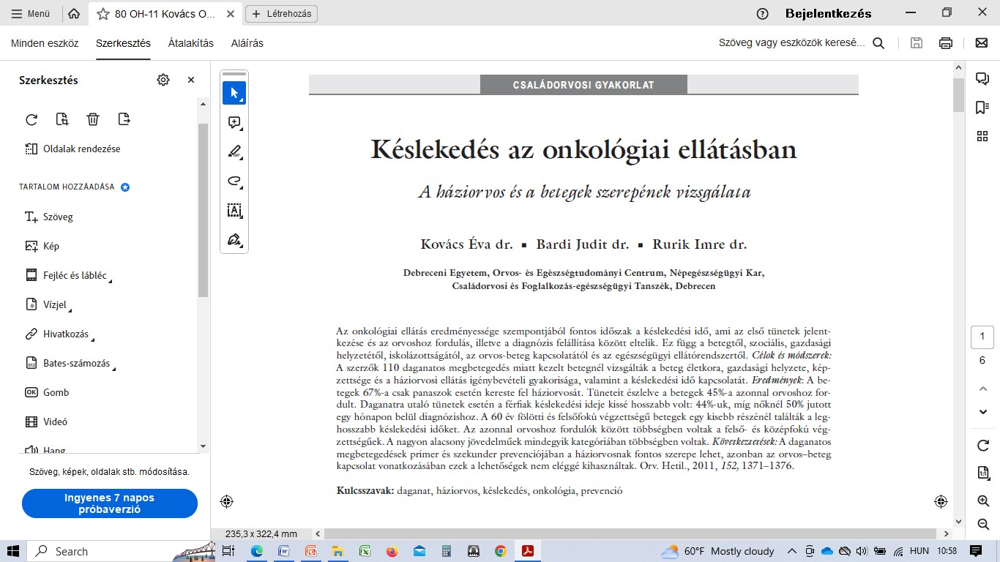 Menü
80 OH-11 Kovács O...
Létrehozás
Bejelentkezés
Minden eszköz
Szerkesztés
Átalakítás
Aláírás
Szöveg vagy eszközök keresé...
Szerkesztés
Oldalak rendezése
TARTALOM HOZZÁADÁSA
Szöveg
Kép
Fejléc és lábléc
Vízjel
Hivatkozás
Bates-számozás
Gomb
Videó
Hang
Szöveg, képek, oldalak stb. módosítása.
Ingyenes 7 napos
próbaverzió
CSALÁDORVOSI GYAKORLAT
Késlekedés az onkológiai ellátásban
A háziorvos és a betegek szerepének vizsgálata
Kovács Éva dr. ▪ Bardi Judit dr. ▪ Rurik Imre dr.
Debreceni Egyetem, Orvos- és Egészségtudományi Centrum, Népegészségügyi Kar,
Családorvosi és Foglalkozás-egészségügyi Tanszék, Debrecen
Az onkológiai ellátás eredményessége szempontjából fontos időszak a késlekedési idő, ami az első tünetek jelent-
kezése és az orvoshoz fordulás, illetve a diagnózis felállítása között eltelik. Ez függ a betegtől, szociális, gazdasági
helyzetétől, iskolázottságától, az orvos-beteg kapcsolatától és az egészségügyi ellátórendszertől. Célok és módszerek:
A szerzők 110 daganatos megbetegedés miatt kezelt betegnél vizsgálták a beteg életkora, gazdasági helyzete, kép-
zettsége és a háziorvosi ellátás igénybevételi gyakorisága, valamint a késlekedési idő kapcsolatát. Eredmények: A be-
tegek 67%-a csak panaszok esetén kereste fel háziorvosát. Tüneteit észlelve a betegek 45%-a azonnal orvoshoz for-
dult. Daganatra utaló tünetek esetén a férfiak késlekedési ideje kissé hosszabb volt: 44%-uk, míg nőknél 50% jutott
egy hónapon belül diagnózishoz. A 60 év fölötti és felsőfokú végzettségű betegek egy kisebb részénél találták a leg-
hosszabb késlekedési időket. Az azonnal orvoshoz fordulók között többségben voltak a felső- és középfokú vég-
zettségűek. A nagyon alacsony jövedelműek mindegyik kategóriában többségben voltak. Következtetések: A daganatos
megbetegedések primer és szekunder prevenciójában a háziorvosnak fontos szerepe lehet, azonban az orvos–beteg
kapcsolat vonatkozásában ezek a lehetőségek nem eléggé kihasználtak. Orv. Hetil., 2011, 152, 1371–1376.
Kulcsszavak: daganat, háziorvos, késlekedés, onkológia, prevenció
1
6
235,3 x 322,4 mm
Search
60°F Mostly cloudy
HUN
10:58